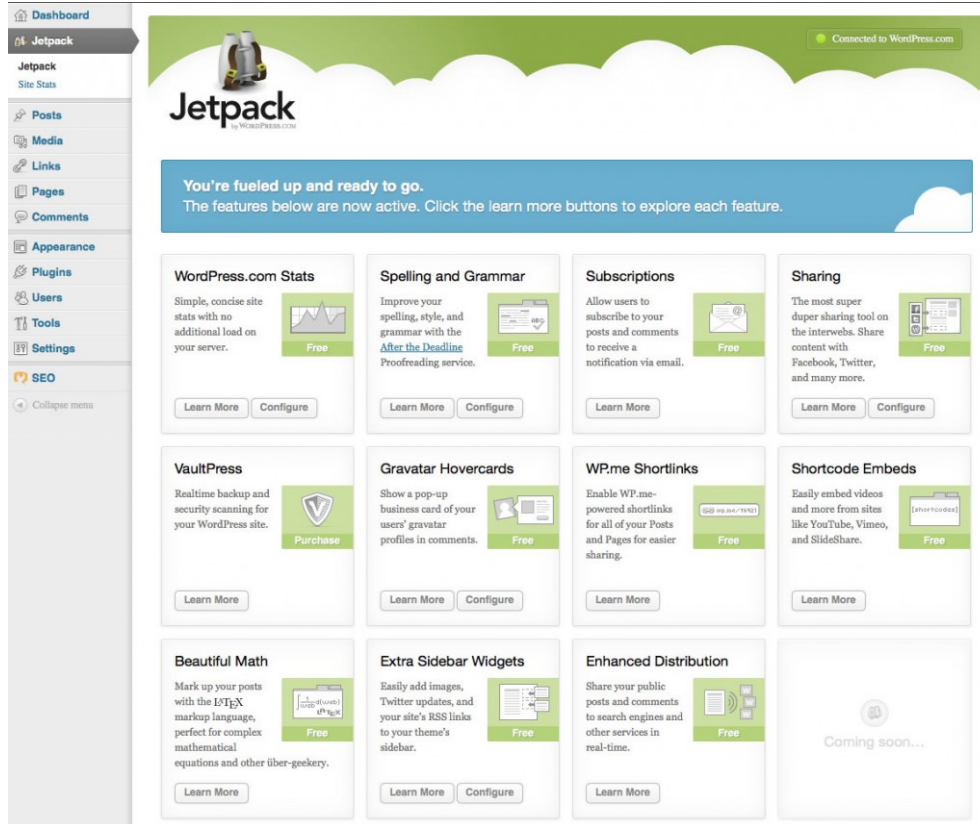 Dashboard
Jetpack
Jetpack
Site Stats
Posts
Media
Links
Pages
Comments
Appearance
Plugins
Users
Tools
Settings
SEO
Collapse menu
Connected to WordPress.com
Jetpack
by WORDPRESS.COM
You're fueled up and ready to go.
The features below are now active. Click the learn more buttons to explore each feature.
WordPress.com Stats
Simple, concise site
stats with no
additional load on
your server.
Free
Learn More
Configure
Spelling and Grammar
Improve your
spelling, style, and
grammar with the
After the Deadline
Proofreading service.
ABC
Free
Learn More
Configure
Subscriptions
Allow users to
subscribe to your
posts and comments
to receive a
notification via email.
@
Free
Learn More
Sharing
The most super
duper sharing tool on
the interwebs. Share
content with
Facebook, Twitter,
and many more.
Free
Learn More
Configure
VaultPress
Realtime backup and
security scanning for
your WordPress site.
Purchase
Learn More
Gravatar Hovercards
Show a pop-up
business card of your
users' gravatar
profiles in comments.
Free
Learn More
Configure
WP.me Shortlinks
Enable WP.me-
powered shortlinks
for all of your Posts
and Pages for easier
sharing.
Free
Learn More
Shortcode Embeds
Easily embed videos
and more from sites
like YouTube, Vimeo,
and SlideShare.
[shortcodes]
Free
Learn More
Beautiful Math
Mark up your posts
with the LATEX
markup language,
perfect for complex
mathematical
equations and other über-geekery.
LATEX
Free
Learn More
Extra Sidebar Widgets
Easily add images,
Twitter updates, and
your site's RSS links
to your theme's
sidebar.
Free
Learn More
Configure
Enhanced Distribution
Share your public
posts and comments
to search engines and
other services in
real-time.
Free
Learn More
Coming soon...